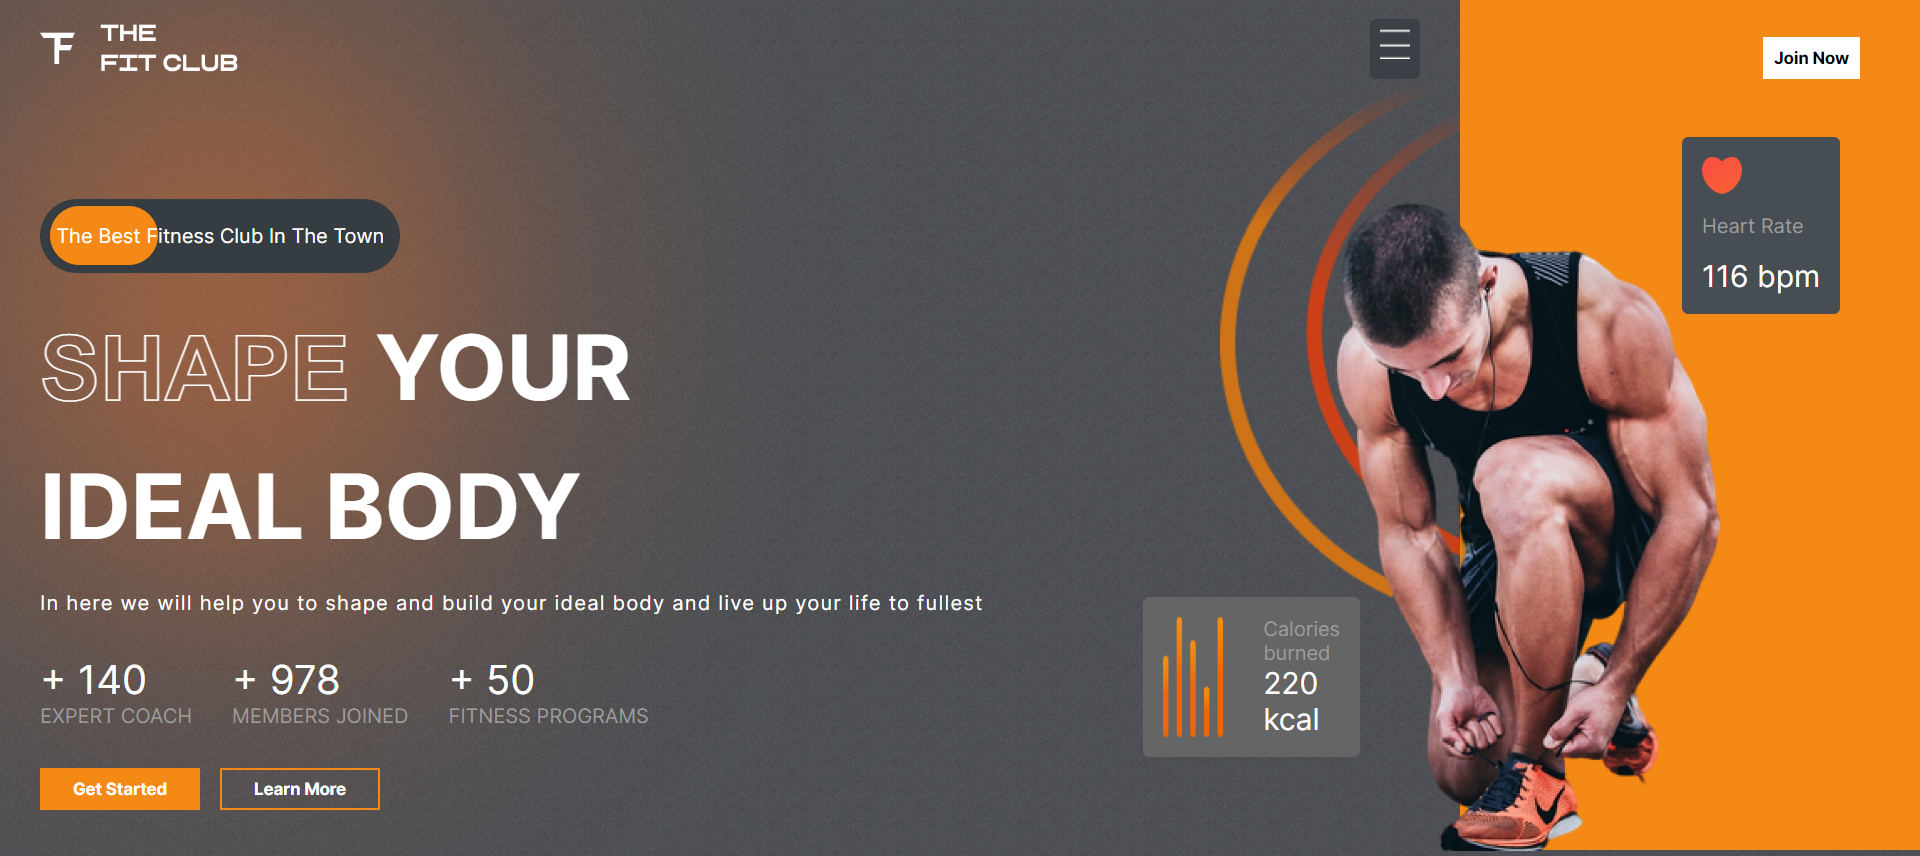 THE
FIT CLUB
Join Now
Heart Rate
116 bpm
The Best Fitness Club In The Town
SHAPE YOUR
IDEAL BODY
In here we will help you to shape and build your ideal body and live up your life to fullest
+ 140
EXPERT COACH
+ 978
MEMBERS JOINED
+ 50
FITNESS PROGRAMS
Calories
burned
220
kcal
Get Started
Learn More